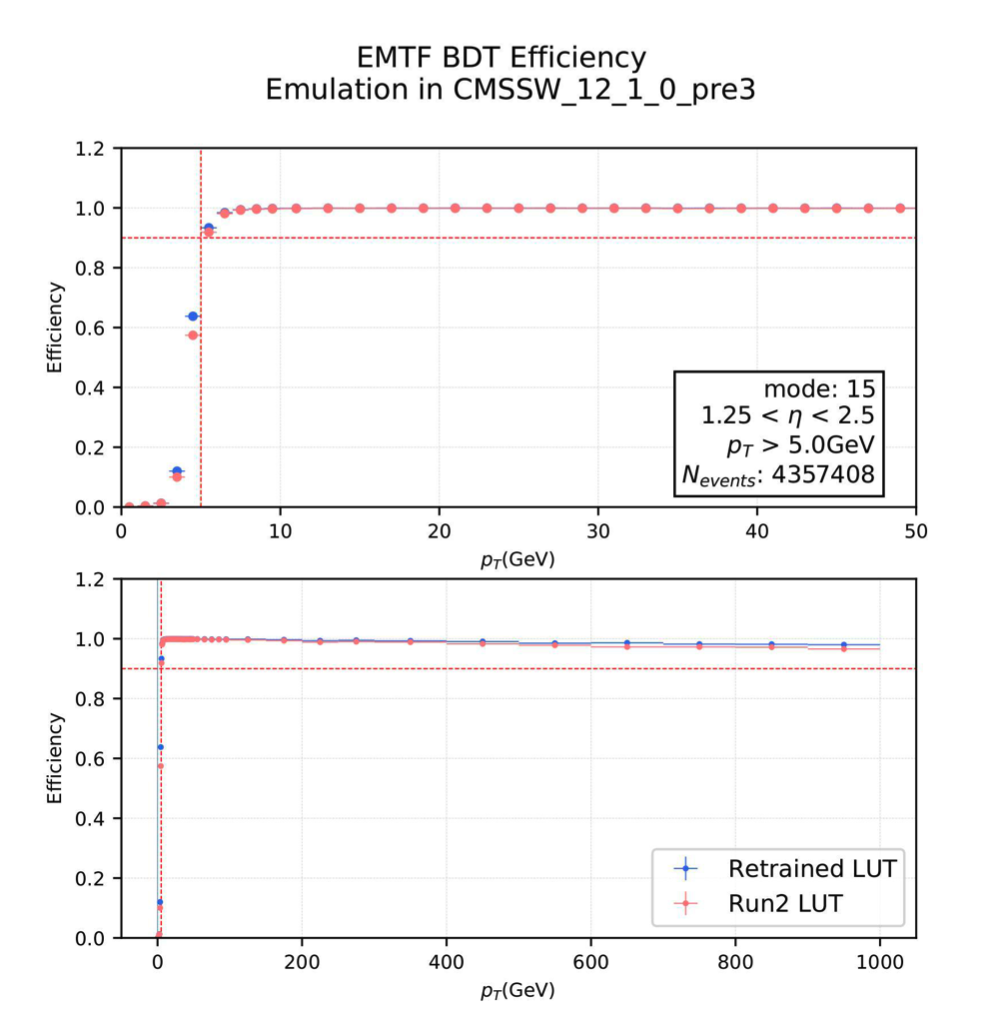 EMTF BDT Efficiency
Emulation in CMSSW_12_1_0_pre3
1.2
1.0
0.8
0.6
0.4
0.2
0.0
Efficiency
mode: 15
1.25 < η < 2.5
p_T > 5.0GeV
N_events: 4357408
0 10 20 30 40 50
p_T(GeV)
1.2
1.0
0.8
0.6
0.4
0.2
0.0
Efficiency
Retrained LUT
Run2 LUT
0 200 400 600 800 1000
p_T(GeV)